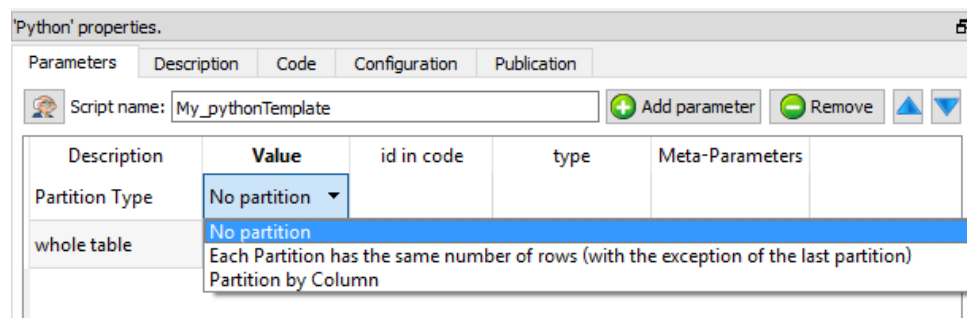 'Python' properties.
Parameters Description Code Configuration Publication
Script name: My_pythonTemplate Add parameter Remove
Description Value id in code type Meta-Parameters
Partition Type No partition
whole table No partition
Each Partition has the same number of rows (with the exception of the last partition)
Partition by Column